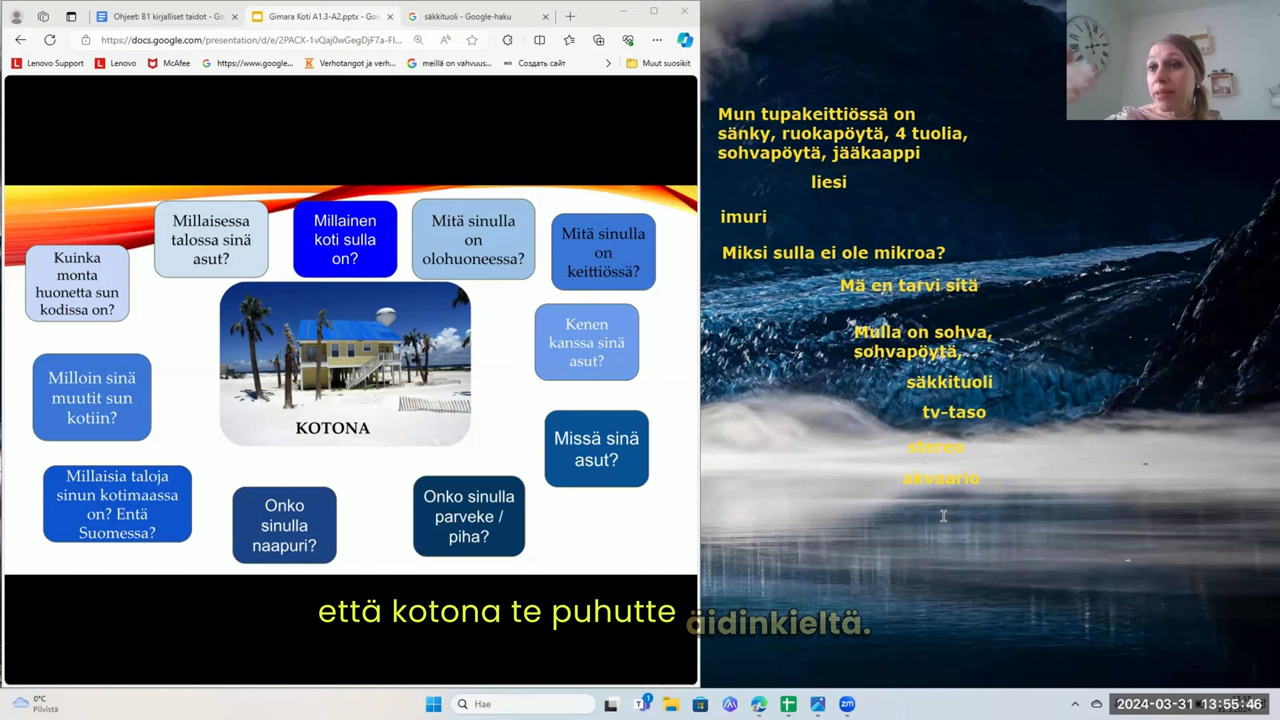 Ohjeet: B1 kirjalliset taidot - Go
Gimara Koti A1.3-A2.pptx - Goo
säkkituoli - Google-haku
https://docs.google.com/presentation/d/e/2PACX-1vQaj0wGegDjF7a-FI...
Lenovo Support
Lenovo
McAfee
https://www.google...
Verhotangot ja verh...
meillä on vahvuus...
Создать сайт
Muut suosikit
Kuinka
monta
huonetta sun
kodissa on?
Millaisessa
talossa sinä
asut?
Millainen
koti sulla
on?
Mitä sinulla
on
olohuoneessa?
Mitä sinulla
on
keittiössä?
Kenen
kanssa sinä
asut?
Milloin sinä
muutit sun
kotiin?
KOTONA
Missä sinä
asut?
Millaisia taloja
sinun kotimaassa
on? Entä
Suomessa?
Onko
sinulla
naapuri?
Onko sinulla
parveke /
piha?
Mun tupakeittiössä on
sänky, ruokapöytä, 4 tuolia,
sohvapöytä, jääkaappi
liesi
imuri
Miksi sulla ei ole mikroa?
Mä en tarvi sitä
Mulla on sohva,
sohvapöytä,
säkkituoli
tv-taso
stereo
akvaario
että kotona te puhutte äidinkieltä.
0°C
Pilvistä
Hae
2024-03-31 13:55:46